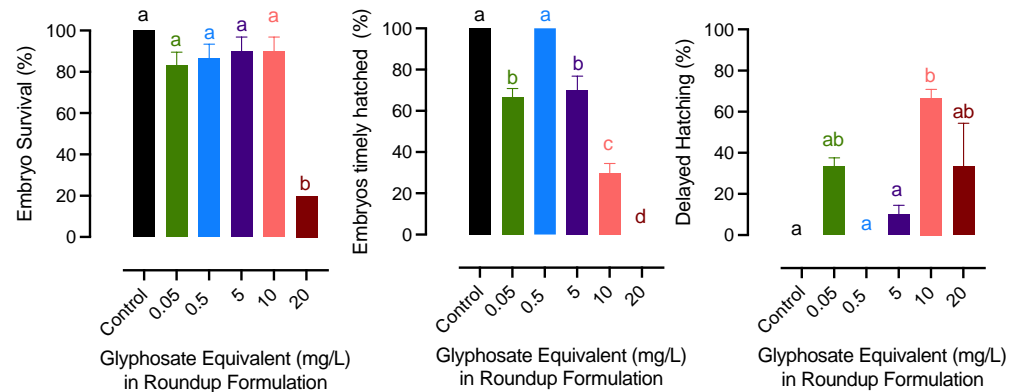 Embryo Survival (%)
100
80
60
40
20
0
a
a
a
a
a
b
Control
0.05
0.5
5
10
20
Glyphosate Equivalent (mg/L)
in Roundup Formulation
Embryos timely hatched (%)
100
80
60
40
20
0
a
b
a
b
c
d
Control
0.05
0.5
5
10
20
Glyphosate Equivalent (mg/L)
in Roundup Formulation
Delayed Hatching (%)
100
80
60
40
20
0
a
ab
a
a
b
ab
Control
0.05
0.5
5
10
20
Glyphosate Equivalent (mg/L)
in Roundup Formulation